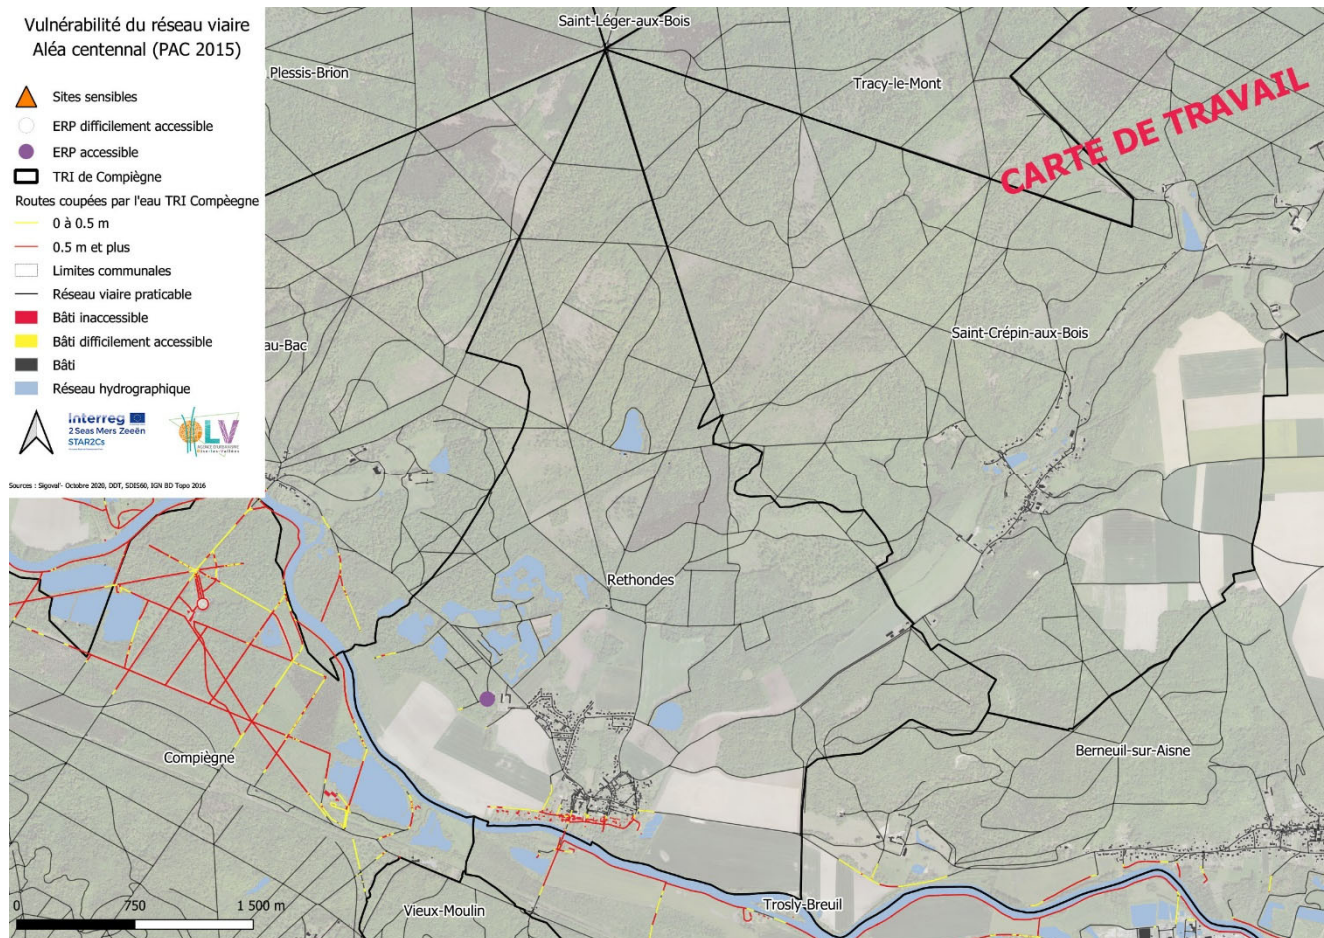 Vulnérabilité du réseau viaire
Aléa centennal (PAC 2015)
Sites sensibles
ERP difficilement accessible
ERP accessible
TRI de Compiègne
Routes coupées par l'eau TRI Compèegne
0 à 0.5 m
0.5 m et plus
Limites communales
Réseau viaire praticable
Bâti inaccessible
Bâti difficilement accessible
Bâti
Réseau hydrographique
Interreg
2 Seas Mers Zeeën
STAR2Cs
OLV
Sources : Sigoval'- Octobre 2020, DDT, SDIS60, IGN BD Topo 2016
Saint-Léger-aux-Bois
Plessis-Brion
Tracy-le-Mont
CARTE DE TRAVAIL
au-Bac
Saint-Crépin-aux-Bois
Rethondes
Compiègne
Berneuil-sur-Aisne
Vieux-Moulin
Trosly-Breuil
0 750 1 500 m